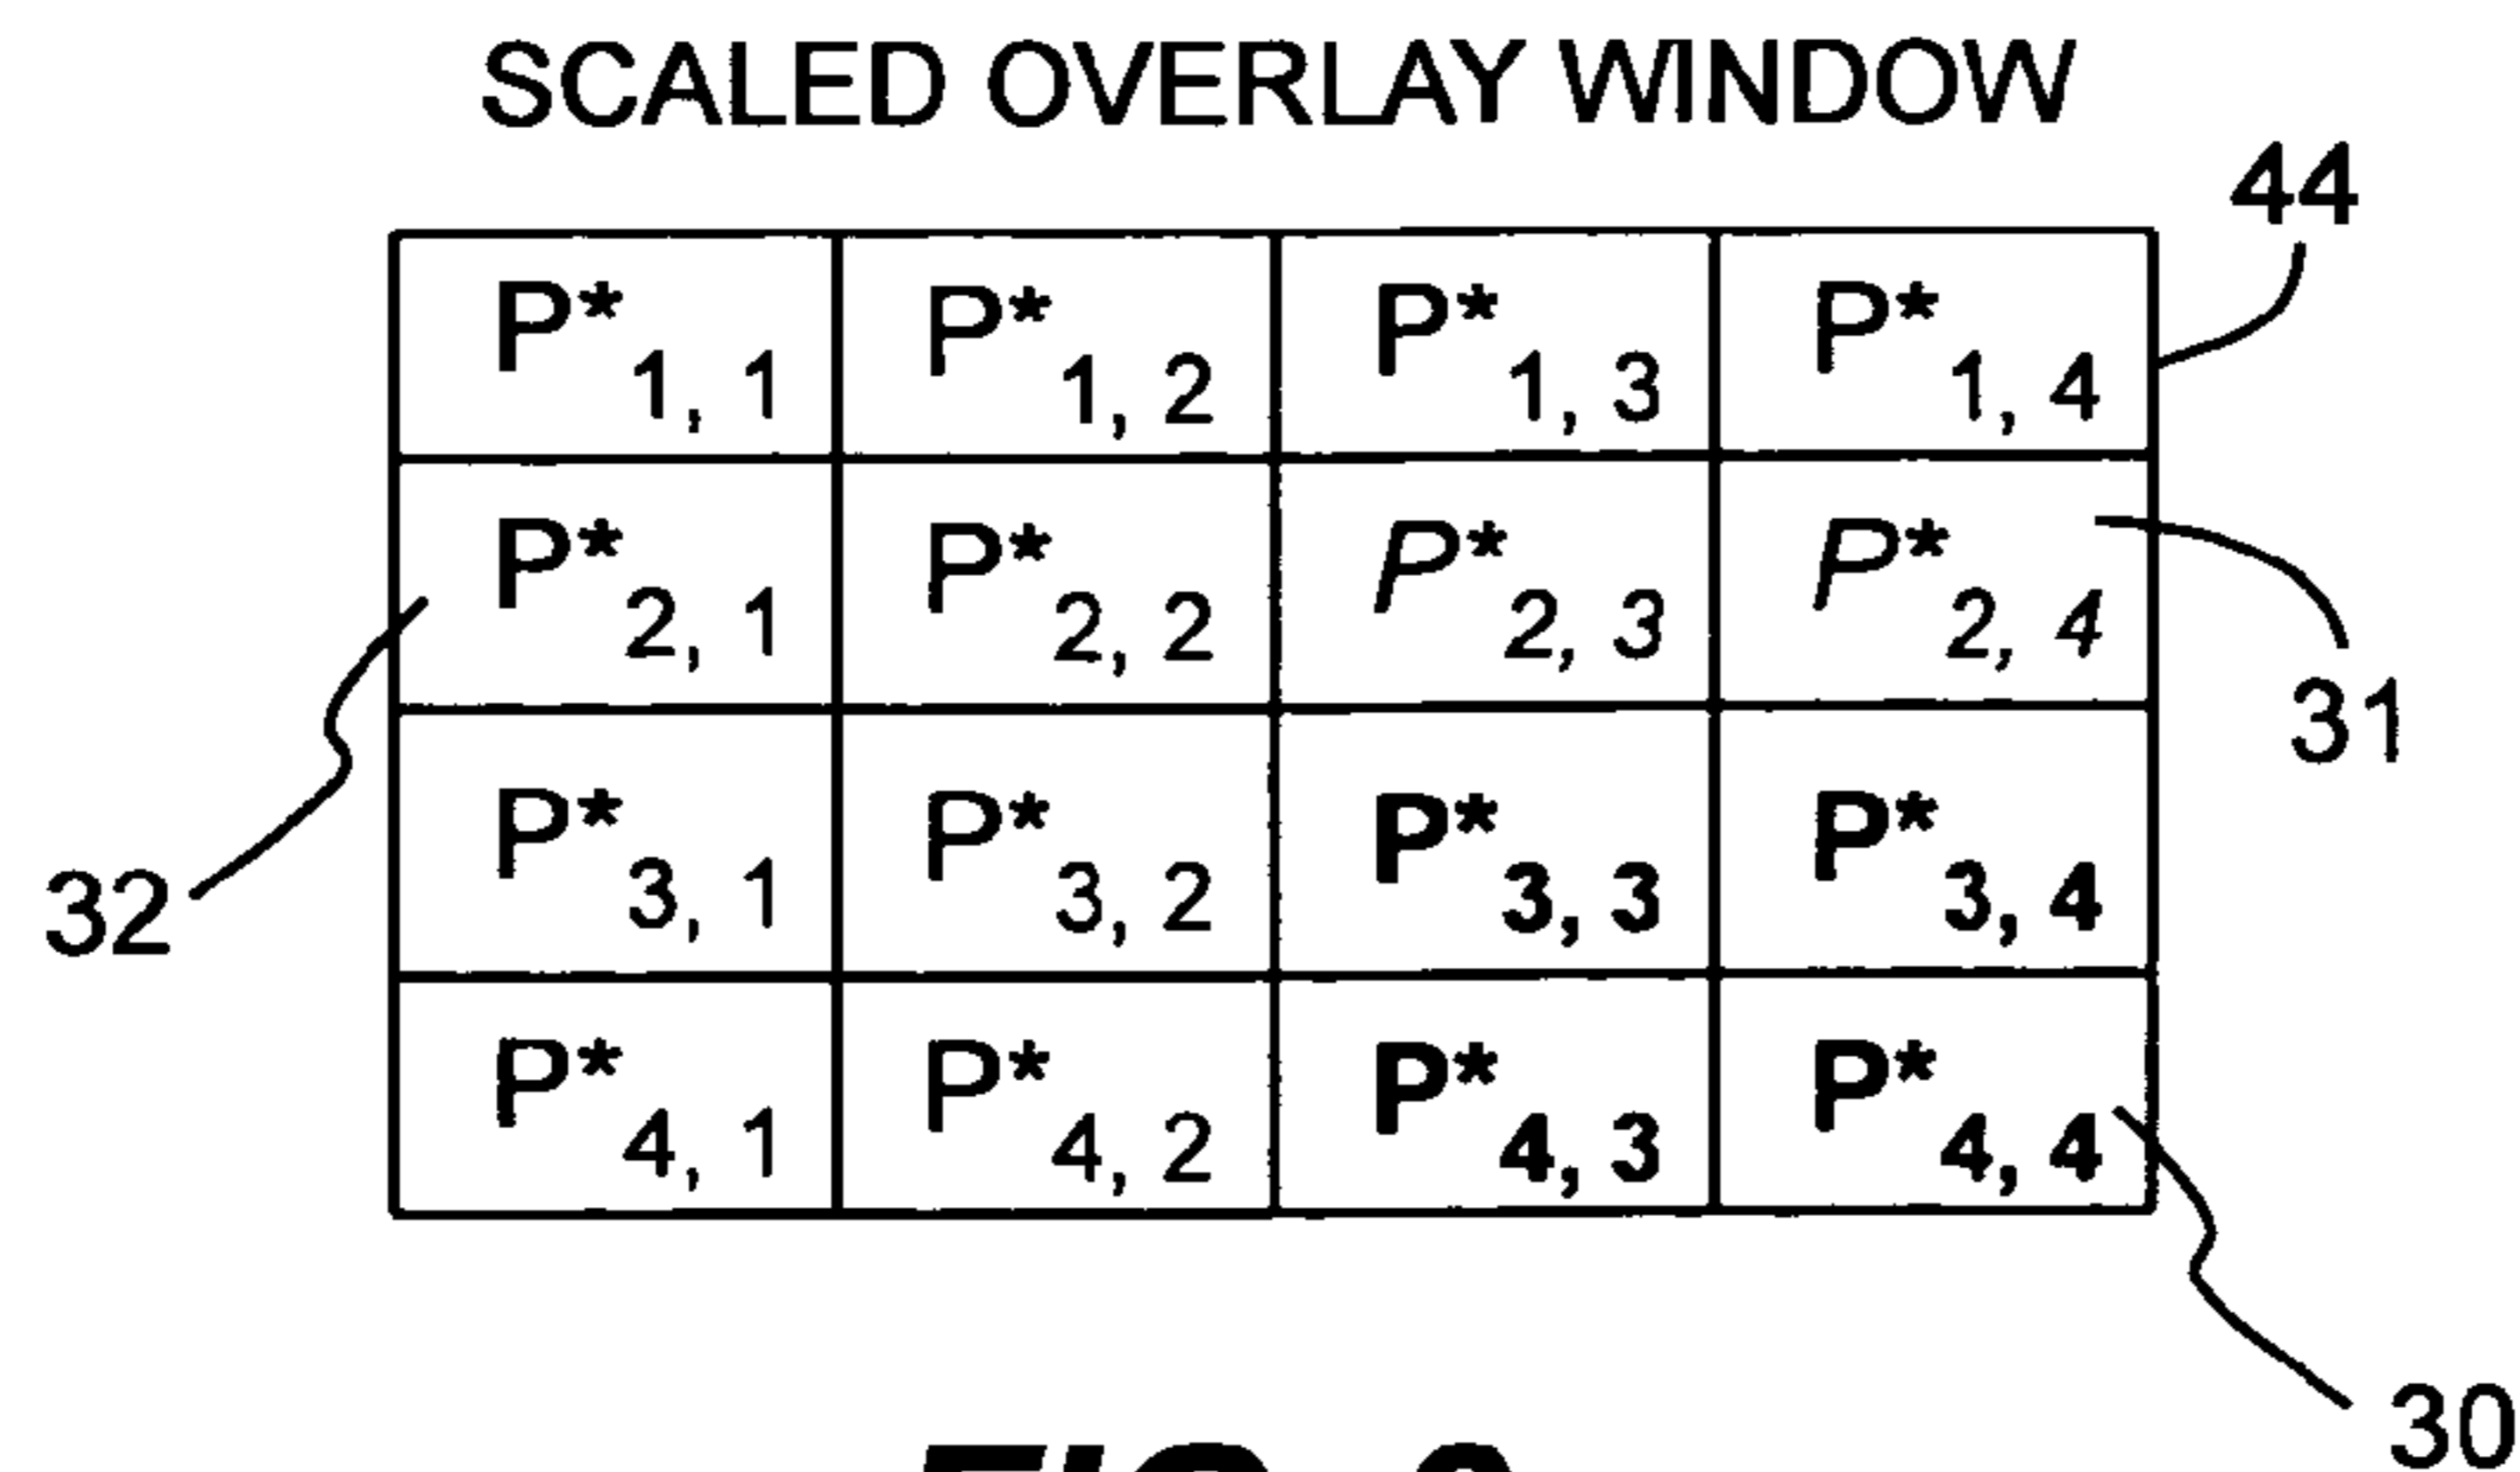 SCALED OVERLAY WINDOW
44
P* 1, 1 P* 1, 2 P* 1, 3 P* 1, 4
P* 2, 1 P* 2, 2 P* 2, 3 P* 2, 4
31
P* 3, 1 P* 3, 2 P* 3, 3 P* 3, 4
32
P* 4, 1 P* 4, 2 P* 4, 3 P* 4, 4
30